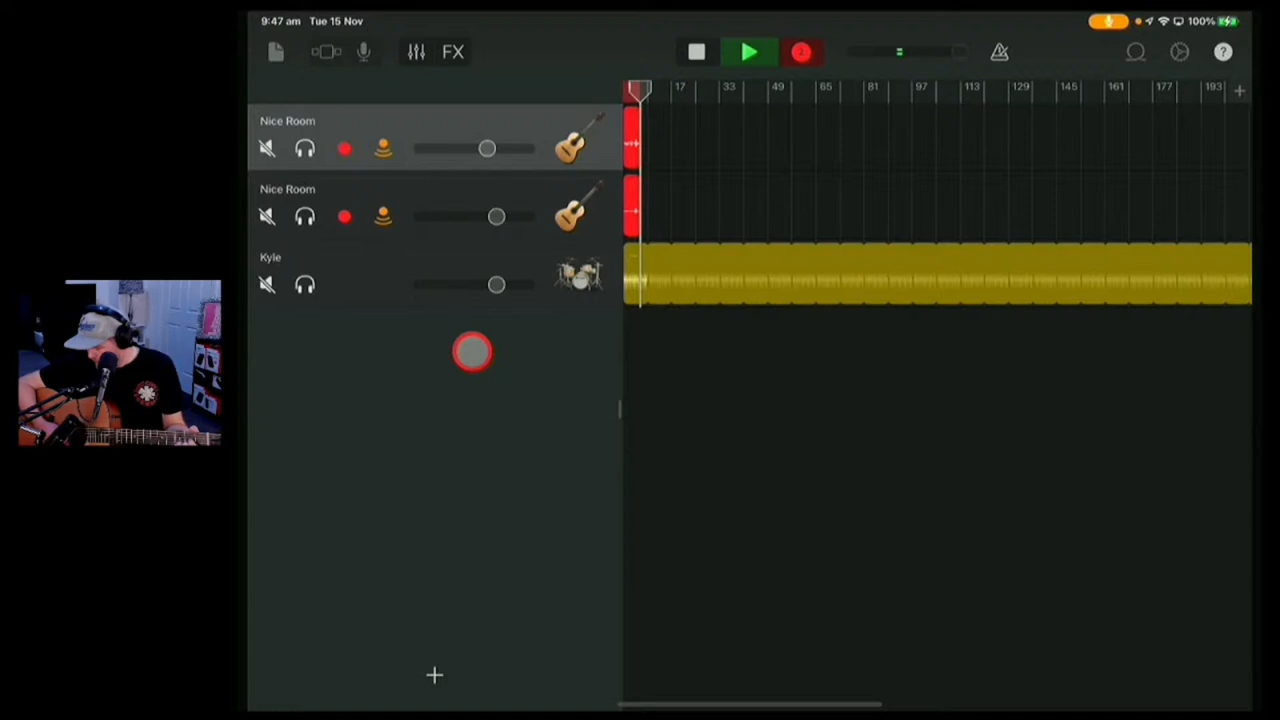 9:47 am Tue 15 Nov
100%
FX
2
?
17 33 49 65 81 97 113 129 145 161 177 193
+
Nice Room
Nice Room
Kyle
+